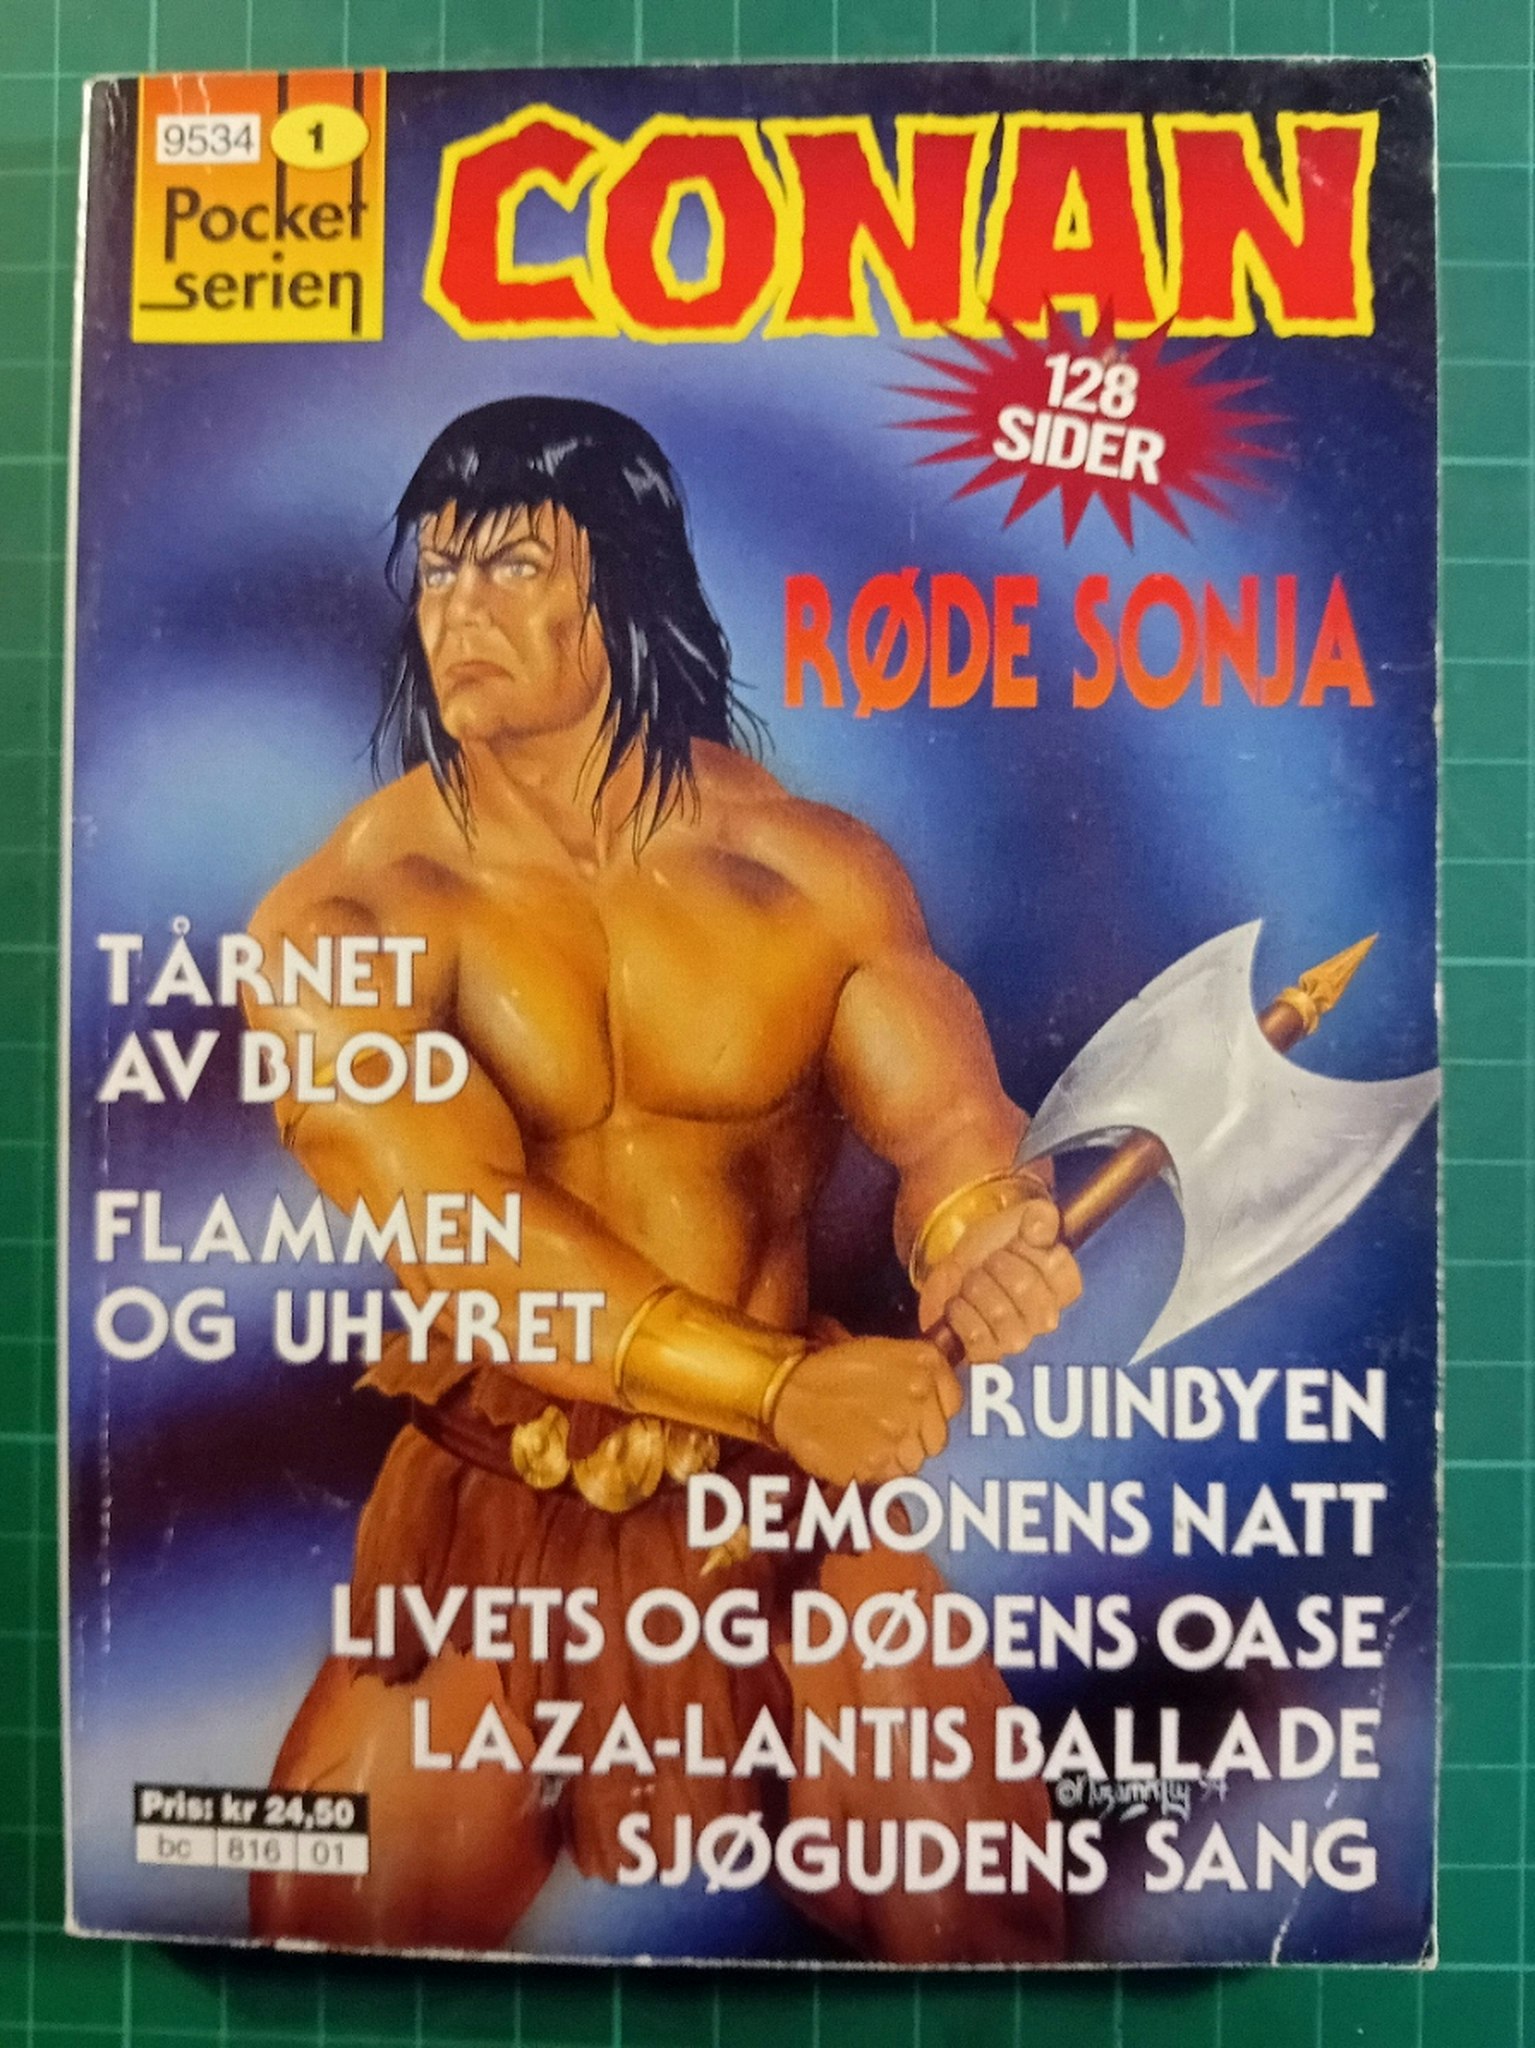 9534 1
Pocket
serien
CONAN
128
SIDER
RØDE SONJA
TÅRNET
AV BLOD
FLAMMEN
OG UHYRET
RUINBYEN
DEMONENS NATT
LIVETS OG DØDENS OASE
LAZA-LANTIS BALLADE
SJØGUDENS SANG
Pris: kr 24,50
bc 816 01